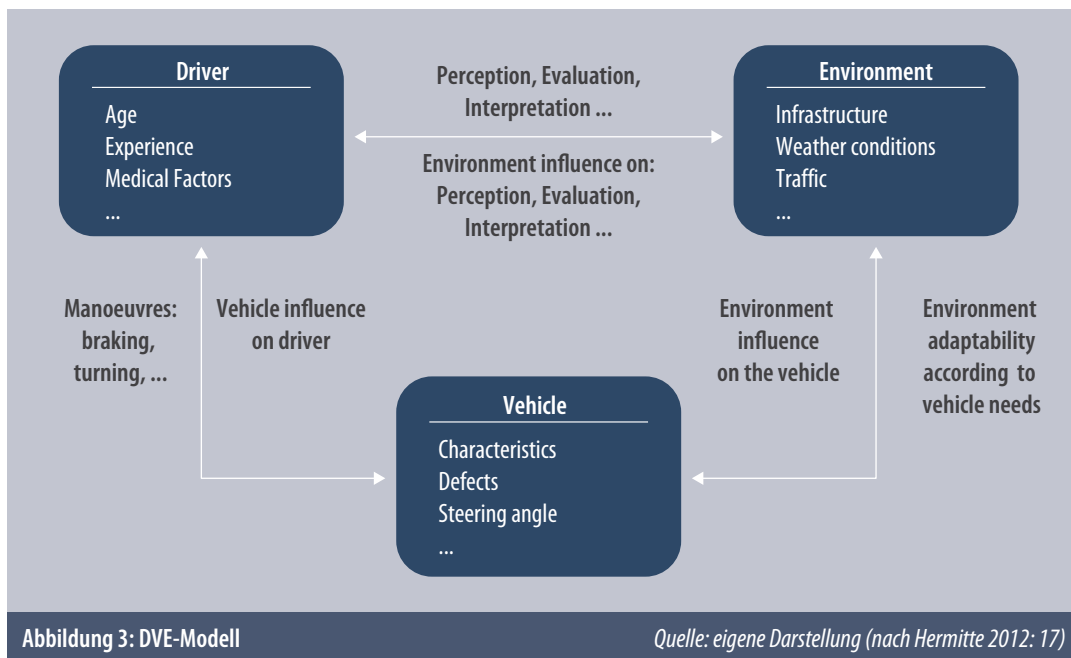 Driver
Age
Experience
Medical Factors
...
Perception, Evaluation,
Interpretation ...
Environment influence on:
Perception, Evaluation,
Interpretation ...
Environment
Infrastructure
Weather conditions
Traffic
...
Manoeuvres:
braking,
turning, ...
Vehicle influence
on driver
Environment
influence
on the vehicle
Environment
adaptability
according to
vehicle needs
Vehicle
Characteristics
Defects
Steering angle
...
Abbildung 3: DVE-Modell
Quelle: eigene Darstellung (nach Hermitte 2012: 17)